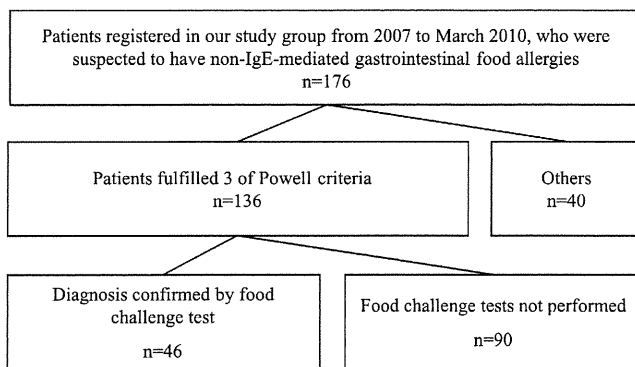 Patients registered in our study group from 2007 to March 2010, who were
suspected to have non-IgE-mediated gastrointestinal food allergies
n=176
Patients fulfilled 3 of Powell criteria
n=136
Others
n=40
Diagnosis confirmed by food
challenge test
n=46
Food challenge tests not performed
n=90